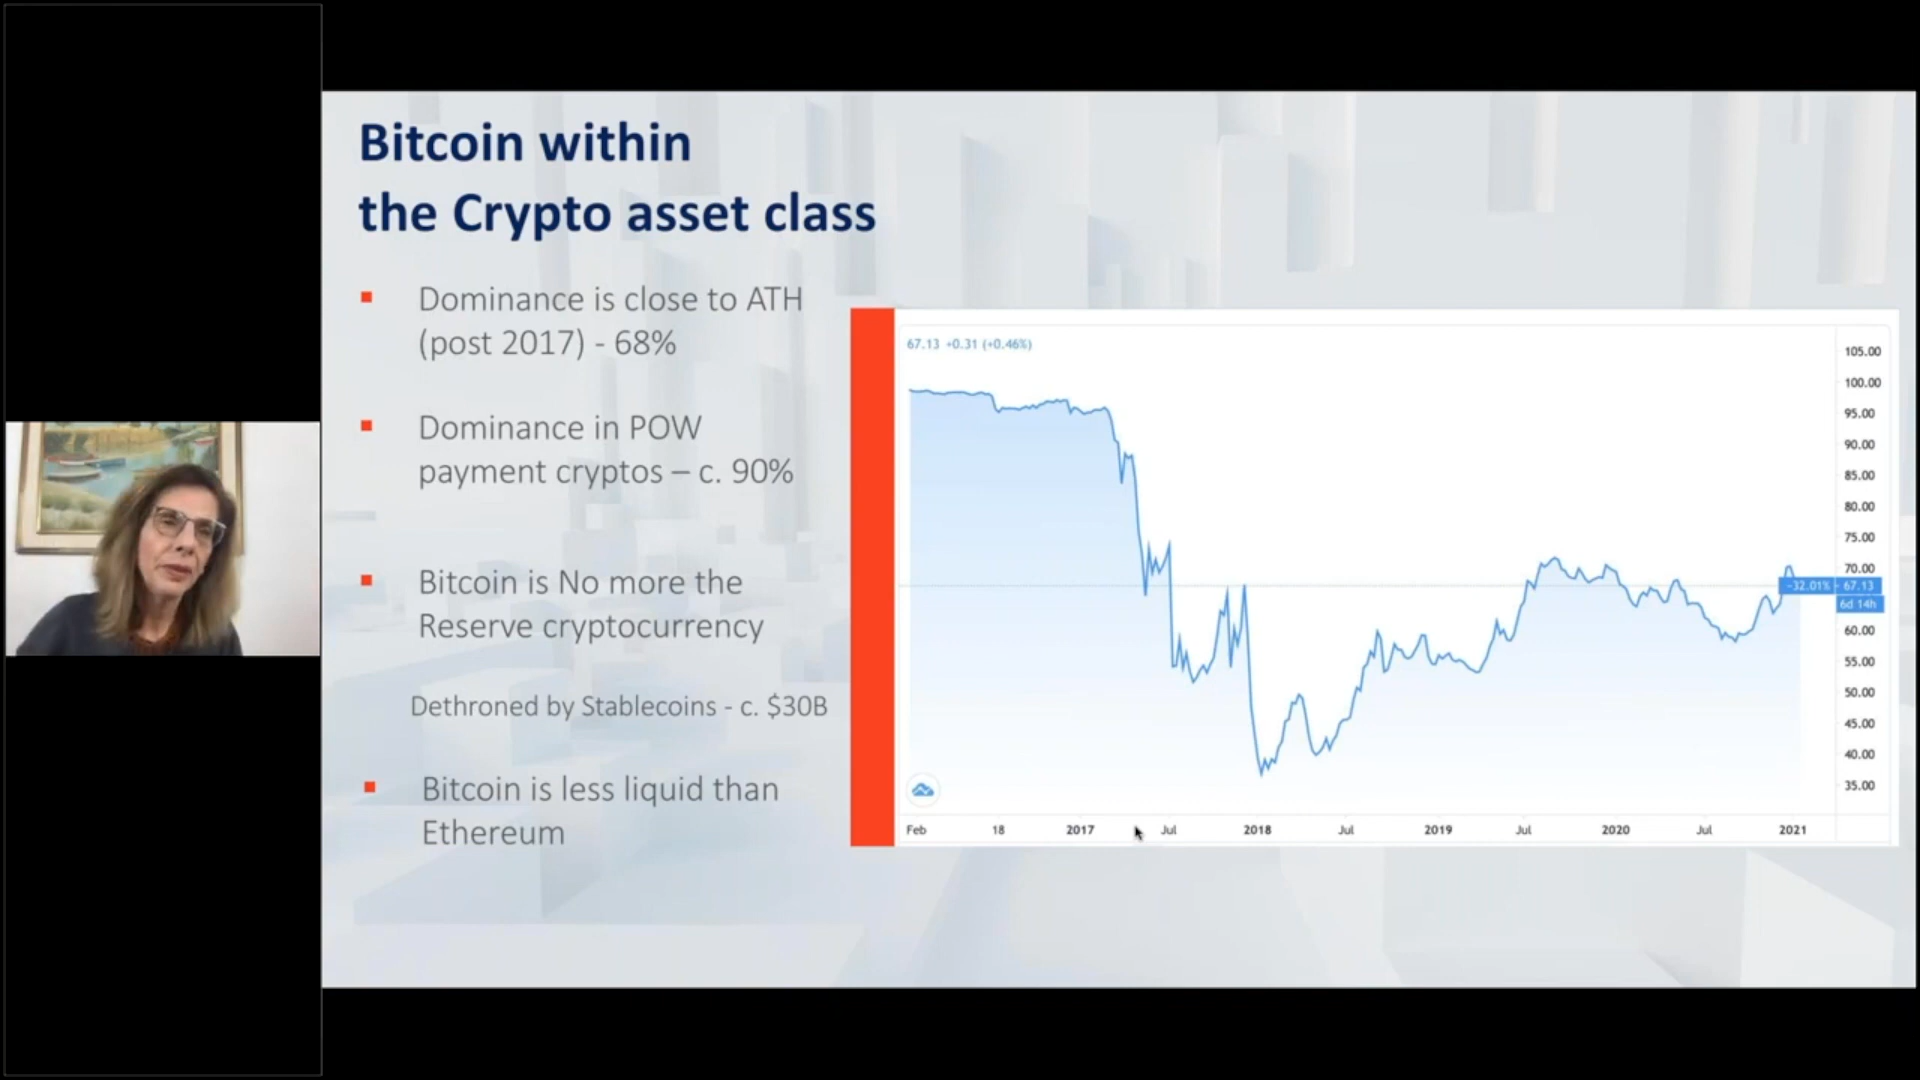 Bitcoin within
the Crypto asset class
Dominance is close to ATH
(post 2017) - 68%
Dominance in POW
payment cryptos – c. 90%
Bitcoin is No more the
Reserve cryptocurrency
Dethroned by Stablecoins - c. $30B
Bitcoin is less liquid than
Ethereum
67.13 +0.31 (+0.46%)
105.00
100.00
95.00
90.00
85.00
80.00
75.00
70.00
-32.01% 67.13
6d 14h
60.00
55.00
50.00
45.00
40.00
35.00
Feb 18 2017 Jul 2018 Jul 2019 Jul 2020 Jul 2021